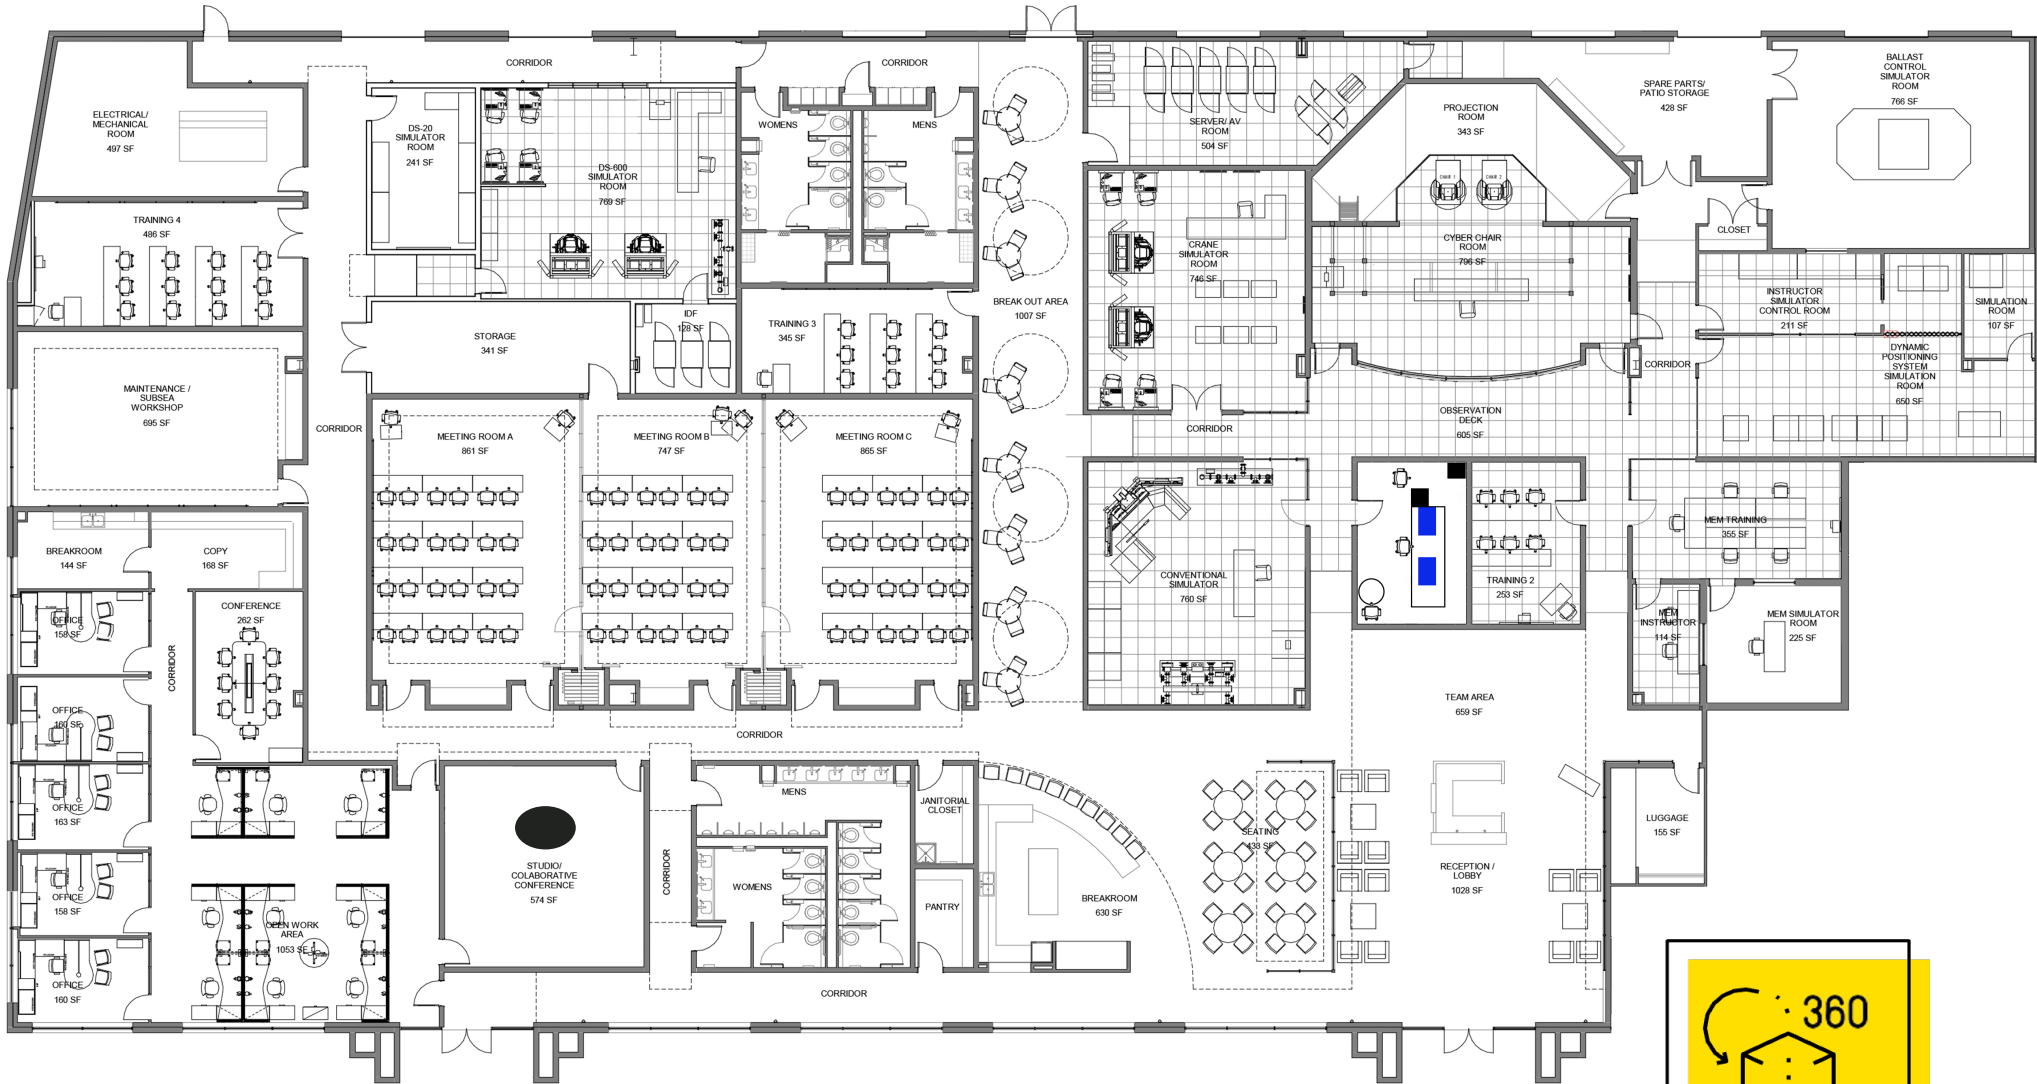 CORRIDOR
CORRIDOR
BALLAST
CONTROL
SIMULATOR
ROOM
766 SF
SPARE PARTS/
PATIO STORAGE
428 SF
PROJECTION
ROOM
343 SF
ELECTRICAL/
MECHANICAL
ROOM
497 SF
DS-20
SIMULATOR
ROOM
241 SF
DS-600
SIMULATOR
ROOM
769 SF
WOMENS
MENS
SERVER/ AV
ROOM
504 SF
CHAIR 1
CHAIR 2
TRAINING 4
486 SF
CRANE
SIMULATOR
ROOM
746 SF
CYBER CHAIR
ROOM
796 SF
CLOSET
STORAGE
341 SF
IDF
128 SF
TRAINING 3
345 SF
BREAK OUT AREA
1007 SF
INSTRUCTOR
SIMULATOR
CONTROL ROOM
211 SF
SIMULATION
ROOM
107 SF
DYNAMIC
POSITIONING
SYSTEM
SIMULATION
ROOM
650 SF
CORRIDOR
MAINTENANCE /
SUBSEA
WORKSHOP
695 SF
CORRIDOR
MEETING ROOM A
861 SF
MEETING ROOM B
747 SF
MEETING ROOM C
865 SF
CORRIDOR
OBSERVATION
DECK
605 SF
BREAKROOM
144 SF
COPY
168 SF
CONVENTIONAL
SIMULATOR
760 SF
TRAINING 2
253 SF
MEM TRAINING
355 SF
OFFICE
158 SF
CONFERENCE
262 SF
MEM
INSTRUCTOR
114 SF
MEM SIMULATOR
ROOM
225 SF
CORRIDOR
OFFICE
160 SF
TEAM AREA
659 SF
CORRIDOR
OFFICE
163 SF
MENS
JANITORIAL
CLOSET
SEATING
433 SF
LUGGAGE
155 SF
STUDIO/
COLABORATIVE
CONFERENCE
574 SF
CORRIDOR
WOMENS
PANTRY
BREAKROOM
630 SF
RECEPTION /
LOBBY
1028 SF
OFFICE
158 SF
OPEN WORK
AREA
1053 SF
OFFICE
160 SF
CORRIDOR
360